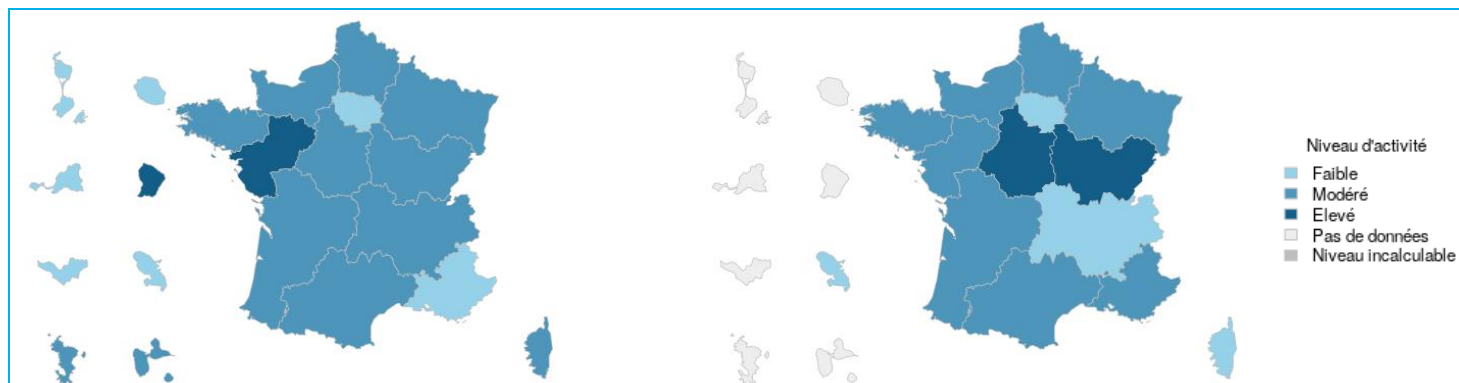 Niveau d'activité
Faible
Modéré
Elevé
Pas de données
Niveau incalculable